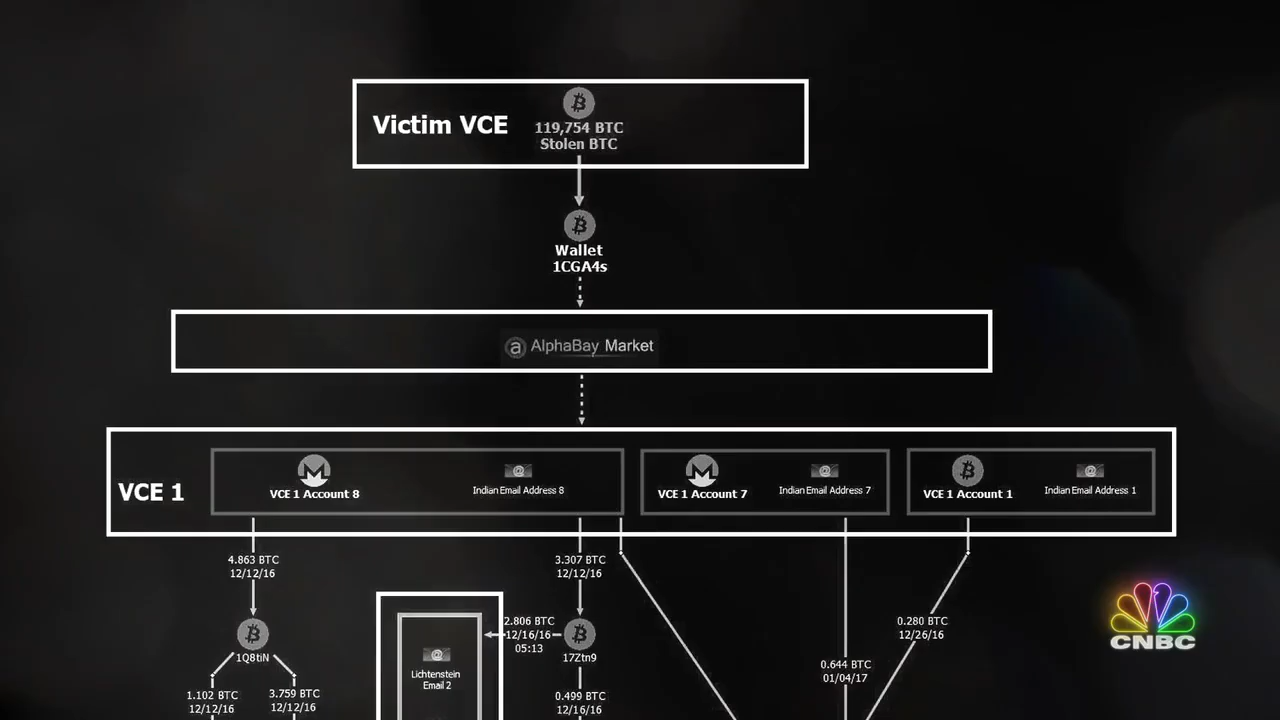 Victim VCE
119,754 BTC
Stolen BTC
Wallet
1CGA4s
a AlphaBay Market
VCE 1
VCE 1 Account 8
Indian Email Address 8
VCE 1 Account 7
Indian Email Address 7
VCE 1 Account 1
Indian Email Address 1
4.863 BTC
12/12/16
3.307 BTC
12/12/16
1Q8tiN
1.102 BTC
12/12/16
3.759 BTC
12/12/16
Lichtenstein
Email 2
2.806 BTC
12/16/16
05:13
17Ztn9
0.499 BTC
12/16/16
0.644 BTC
01/04/17
0.280 BTC
12/26/16
CNBC